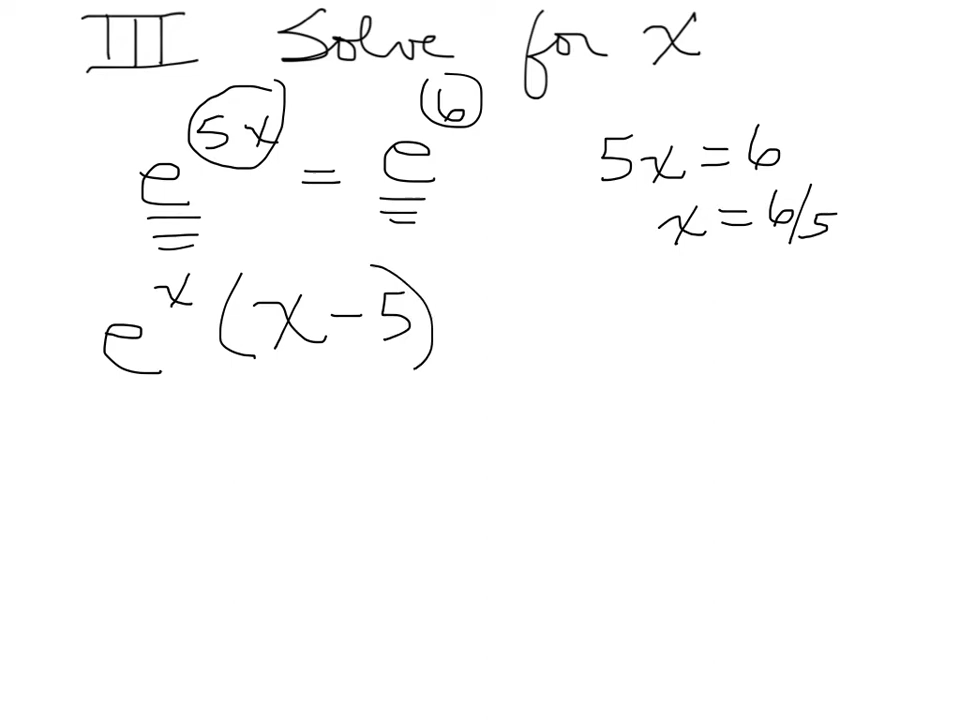 III Solve for x
e^{5x} = e^{6}
5x = 6
x = 6/5
e^{x} (x - 5)